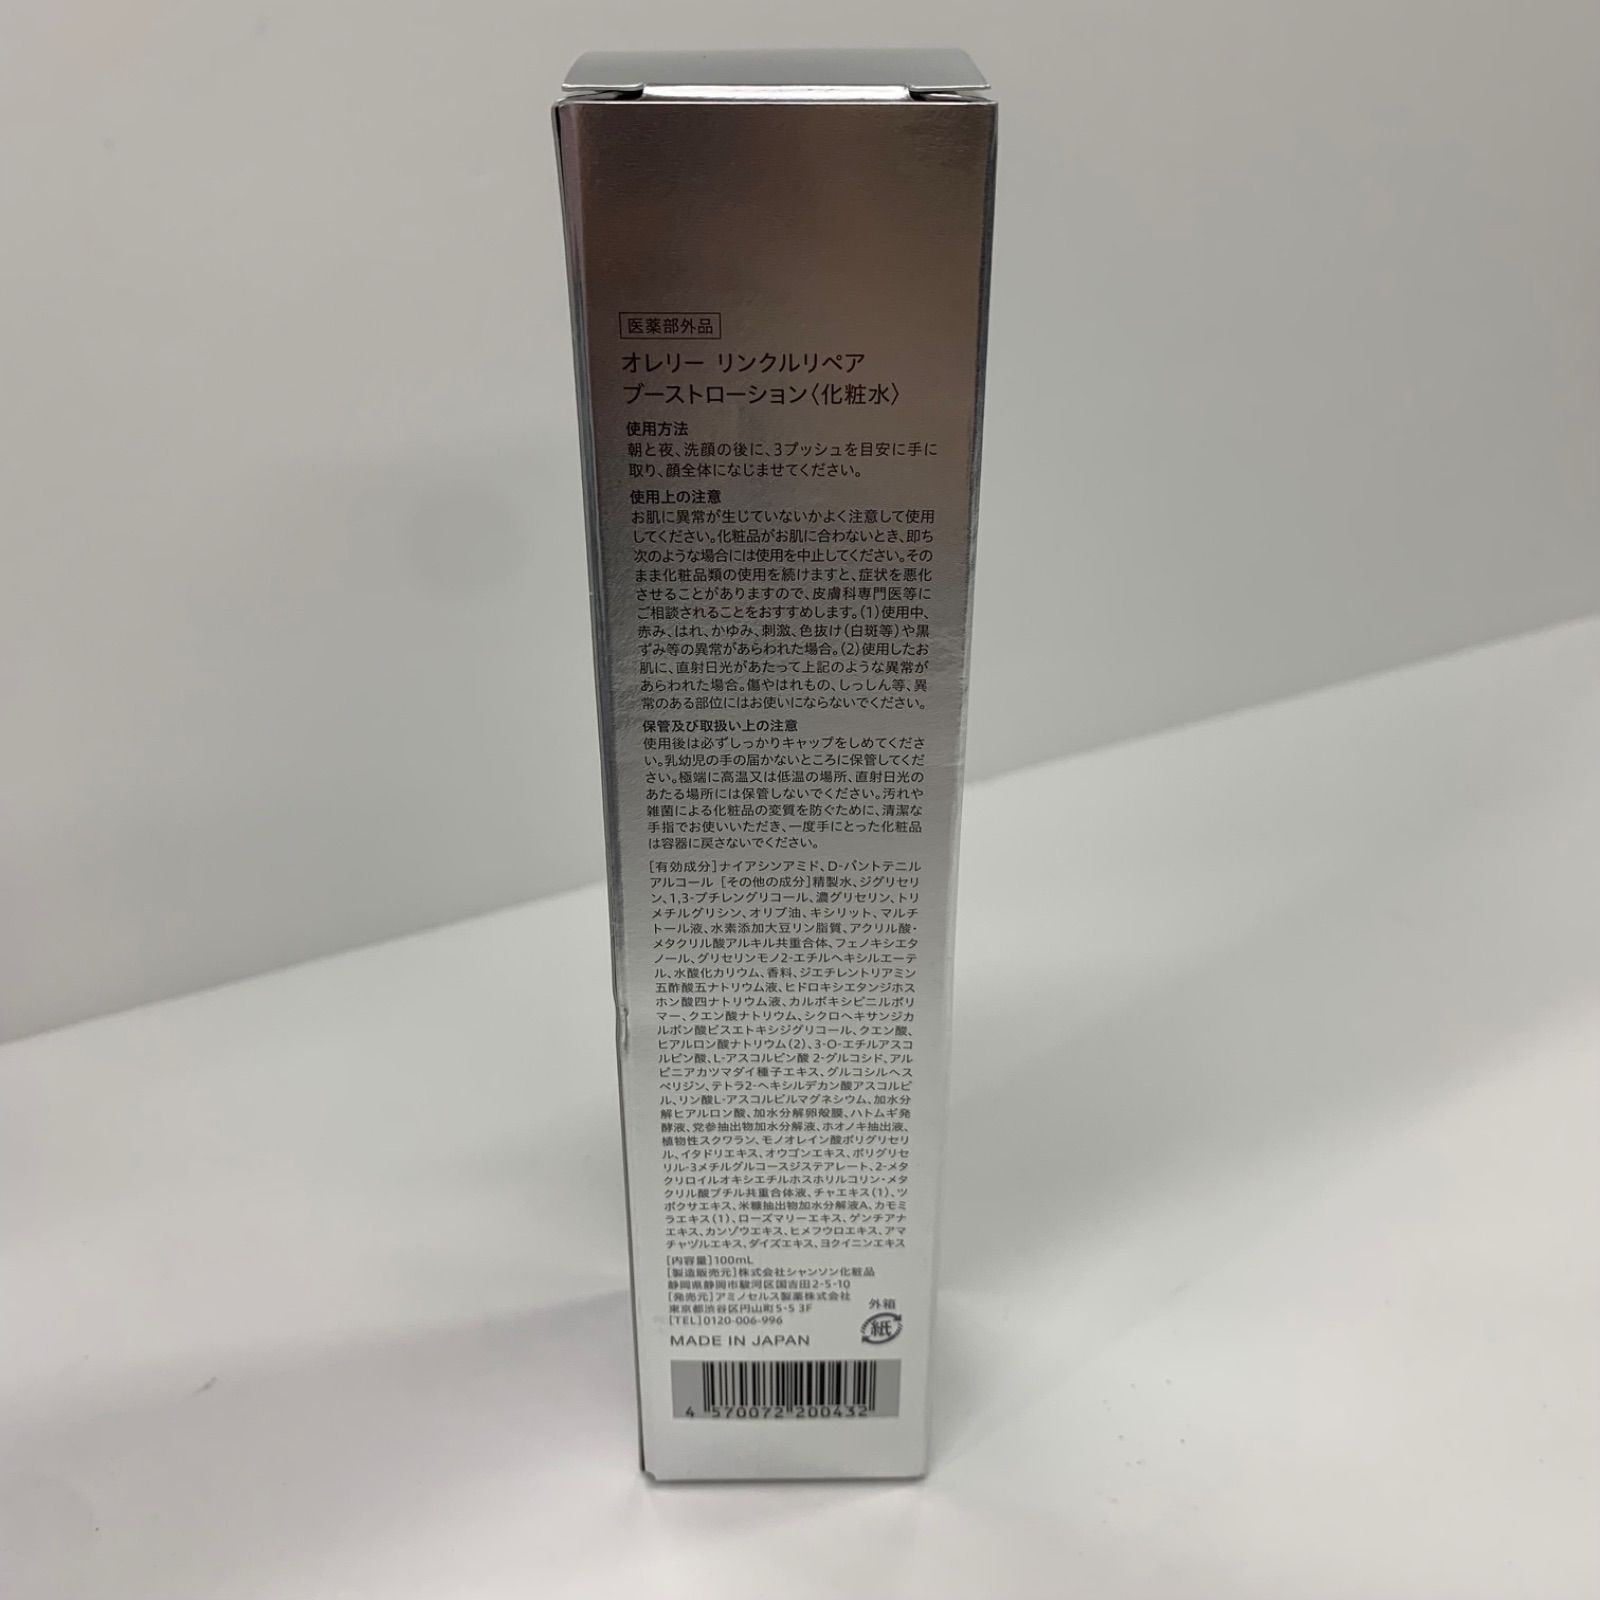 医薬部外品
オレリー リンクルリペア
ブーストローション〈化粧水〉
使用方法
朝と夜、洗顔の後に、3プッシュを目安に手に
取り、顔全体になじませてください。
使用上の注意
お肌に異常が生じていないかよく注意して使用
してください。化粧品がお肌に合わないとき、即ち
次のような場合には使用を中止してください。その
まま化粧品類の使用を続けますと、症状を悪化
させることがありますので、皮膚科専門医等に
ご相談されることをおすすめします。(1)使用中、
赤み、はれ、かゆみ、刺激、色抜け(白斑等)や黒
ずみ等の異常があらわれた場合。(2)使用したお
肌に、直射日光があたって上記のような異常が
あらわれた場合。傷やはれもの、しっしん等、異
常のある部位にはお使いにならないでください。
保管及び取扱い上の注意
使用後は必ずしっかりキャップをしめてくださ
い。乳幼児の手の届かないところに保管してくだ
さい。極端に高温又は低温の場所、直射日光の
あたる場所には保管しないでください。汚れや
雑菌による化粧品の変質を防ぐために、清潔な
手指でお使いいただき、一度手にとった化粧品
は容器に戻さないでください。
[有効成分]ナイアシンアミド、D-パントテニル
アルコール [その他の成分]精製水、ジグリセリ
ン、1,3-ブチレングリコール、濃グリセリン、トリ
メチルグリシン、オリブ油、キシリット、マルチ
トール液、水素添加大豆リン脂質、アクリル酸・
メタクリル酸アルキル共重合体、フェノキシエタ
ノール、グリセリンモノ2-エチルヘキシルエーテ
ル、水酸化カリウム、香料、ジエチレントリアミン
五酢酸五ナトリウム液、ヒドロキシエタンジホス
ホン酸四ナトリウム液、カルボキシビニルポリ
マー、クエン酸ナトリウム、シクロヘキサンジカ
ルボン酸ビスエトキシジグリコール、クエン酸、
ヒアルロン酸ナトリウム(2)、3-O-エチルアスコ
ルビン酸、L-アスコルビン酸 2-グルコシド、アル
ピニアカツマダイ種子エキス、グルコシルヘス
ペリジン、テトラ2-ヘキシルデカン酸アスコルビ
ル、リン酸L-アスコルビルマグネシウム、加水分
解ヒアルロン酸、加水分解卵殻膜、ハトムギ発
酵液、党参抽出物加水分解液、ホオノキ抽出液、
植物性スクワラン、モノオレイン酸ポリグリセリ
ル、イタドリエキス、オウゴンエキス、ポリグリセ
リル-3メチルグルコースジステアレート、2-メタ
クリロイルオキシエチルホスホリルコリン・メタ
クリル酸ブチル共重合体液、チャエキス(1)、ツ
ボクサエキス、米糠抽出物加水分解液A、カモミ
ラエキス(1)、ローズマリーエキス、ゲンチアナ
エキス、カンゾウエキス、ヒメフウロエキス、アマ
チャヅルエキス、ダイズエキス、ヨクイニンエキス
[内容量]100mL
[製造販売元]株式会社シャンソン化粧品
静岡県静岡市駿河区国吉田2-5-10
[発売元]アミノセルス製薬株式会社
東京都渋谷区円山町5-5 3F
[TEL]0120-006-996
外箱
紙
MADE IN JAPAN
4 570072 200432